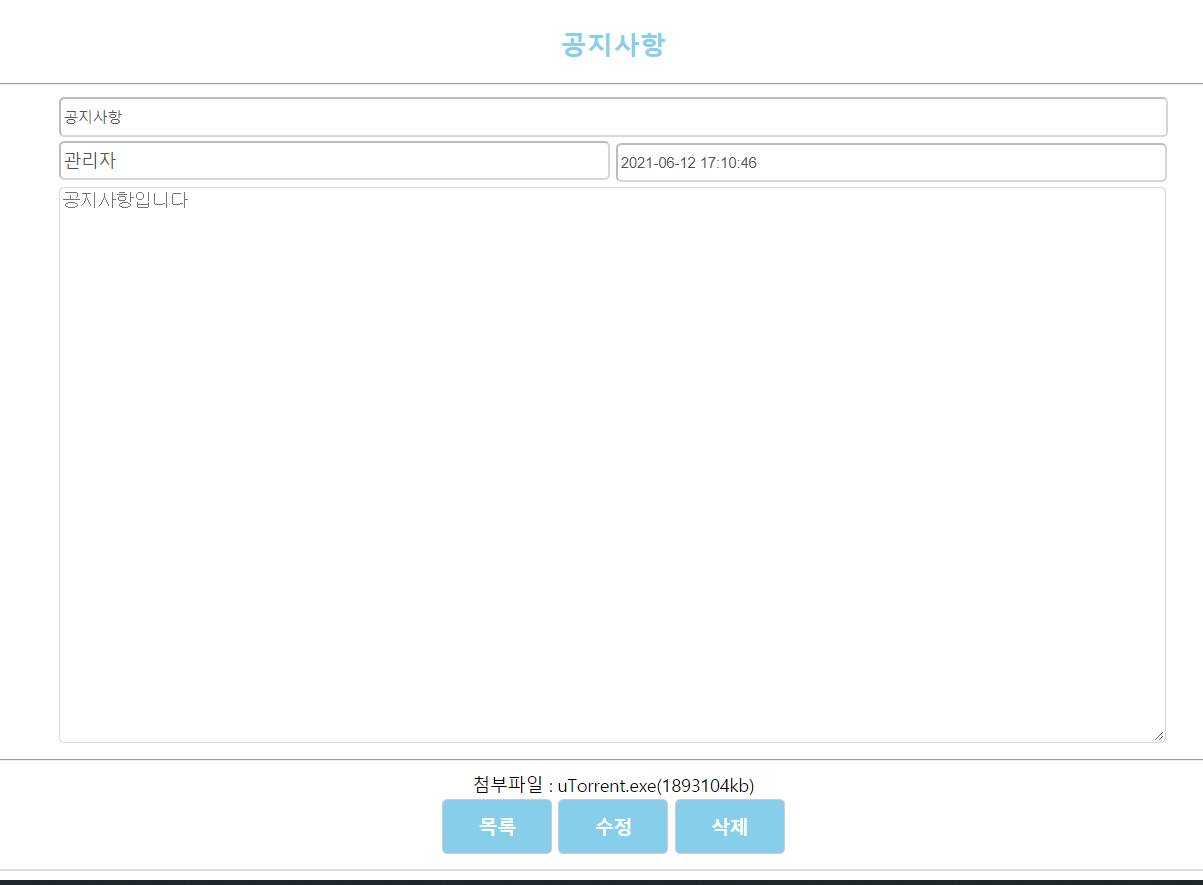 공지사항
공지사항
관리자 2021-06-12 17:10:46
공지사항입니다
첨부파일 : uTorrent.exe(1893104kb)
목록 수정 삭제